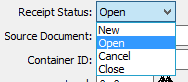 Receipt Status: Open
New
Source Document: Open
Cancel
Container ID: Close